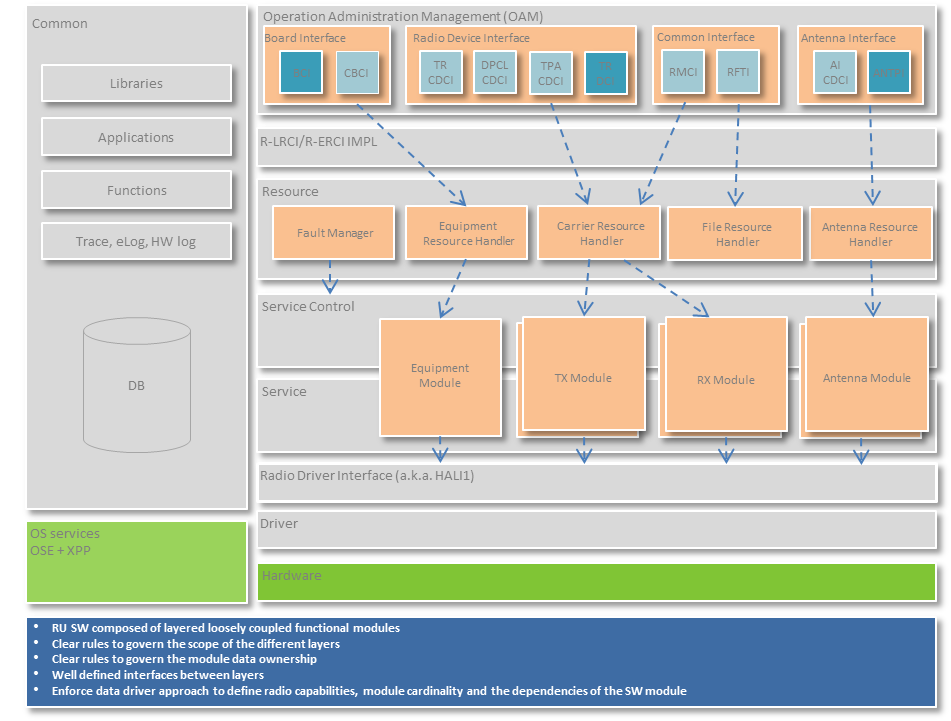 Common
Libraries
Applications
Functions
Trace, eLog, HW log
DB
OS services
OSE + XPP
Operation Administration Management (OAM)
Board Interface
CBCI
Radio Device Interface
TR
CDCI
DPCL
CDCI
TPA
CDCI
Common Interface
RMCI
RFTI
Antenna Interface
AI
CDCI
R-LRCI/R-ERCI IMPL
Resource
Fault Manager
Equipment
Resource Handler
Carrier Resource
Handler
File Resource
Handler
Antenna Resource
Handler
Service Control
Equipment
Module
TX Module
RX Module
Antenna Module
Service
Radio Driver Interface (a.k.a. HALI1)
Driver
Hardware
• RU SW composed of layered loosely coupled functional modules
• Clear rules to govern the scope of the different layers
• Clear rules to govern the module data ownership
• Well defined interfaces between layers
• Enforce data driver approach to define radio capabilities, module cardinality and the dependencies of the SW module